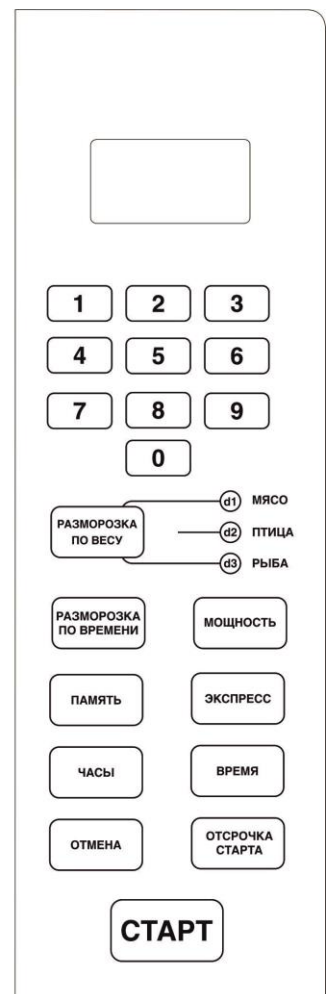 1 2 3
4 5 6
7 8 9
0
РАЗМОРОЗКА
ПО ВЕСУ
d1 МЯСО
d2 ПТИЦА
d3 РЫБА
РАЗМОРОЗКА
ПО ВРЕМЕНИ
МОЩНОСТЬ
ПАМЯТЬ
ЭКСПРЕСС
ЧАСЫ
ВРЕМЯ
ОТМЕНА
ОТСРОЧКА
СТАРТА
СТАРТ